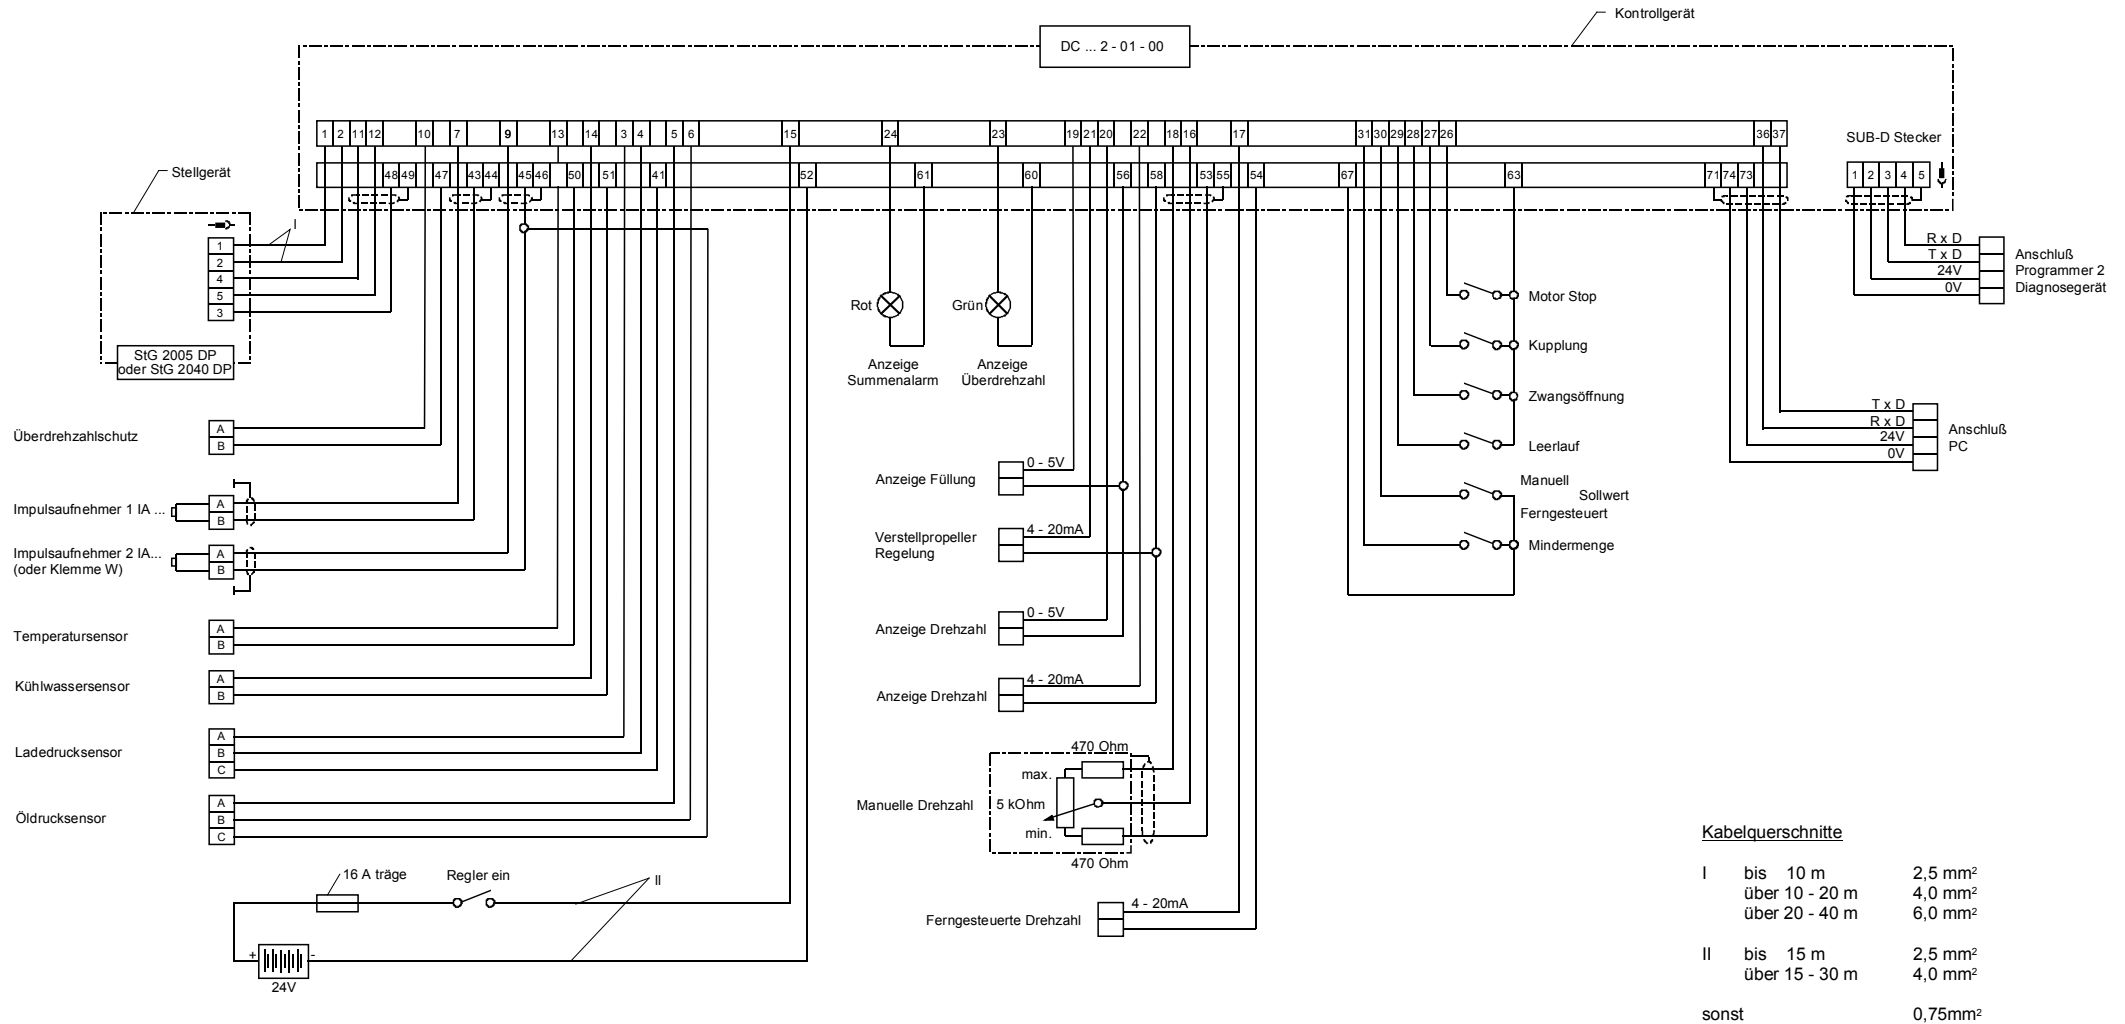 Kontrollgerät
DC ... 2 - 01 - 00
1 2 11 12 10 7 9 13 14 3 4 5 6 15 24 23 19 21 20 22 18 16 17 31 30 29 28 27 26 36 37
SUB-D Stecker
48 49 47 43 44 45 46 50 51 41 52 61 60 56 58 53 55 54 67 63 71 74 73
1 2 3 4 5
Stellgerät
I
1
2
4
5
3
StG 2005 DP
oder StG 2040 DP
R x D
T x D
24V
0V
Anschluß
Programmer 2
Diagnosegerät
Rot
Anzeige
Summenalarm
Grün
Anzeige
Überdrehzahl
Motor Stop
Kupplung
Zwangsöffnung
Leerlauf
Manuell
Sollwert
Ferngesteuert
Mindermenge
T x D
R x D
24V
0V
Anschluß
PC
Überdrehzahlschutz
A
B
Impulsaufnehmer 1 IA ...
A
B
Impulsaufnehmer 2 IA...
(oder Klemme W)
A
B
Temperatursensor
A
B
Kühlwassersensor
A
B
Ladedrucksensor
A
B
C
Öldrucksensor
A
B
C
16 A träge
Regler ein
II
+
-
24V
Anzeige Füllung
0 - 5V
Verstellpropeller
Regelung
4 - 20mA
Anzeige Drehzahl
0 - 5V
Anzeige Drehzahl
4 - 20mA
470 Ohm
max.
Manuelle Drehzahl
5 kOhm
min.
470 Ohm
Ferngesteuerte Drehzahl
4 - 20mA
Kabelquerschnitte
I bis 10 m 2,5 mm²
über 10 - 20 m 4,0 mm²
über 20 - 40 m 6,0 mm²
II bis 15 m 2,5 mm²
über 15 - 30 m 4,0 mm²
sonst 0,75mm²